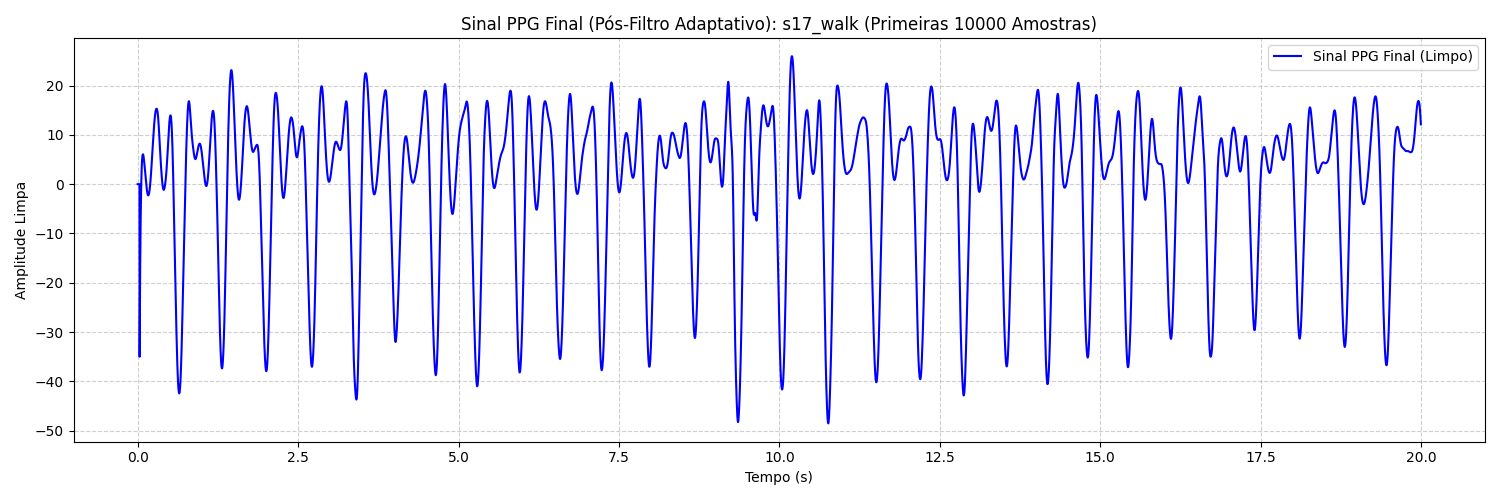 Sinal PPG Final (Pós-Filtro Adaptativo): s17_walk (Primeiras 10000 Amostras)
Sinal PPG Final (Limpo)
Amplitude Limpa
20
10
0
−10
−20
−30
−40
−50
0.0 2.5 5.0 7.5 10.0 12.5 15.0 17.5 20.0
Tempo (s)